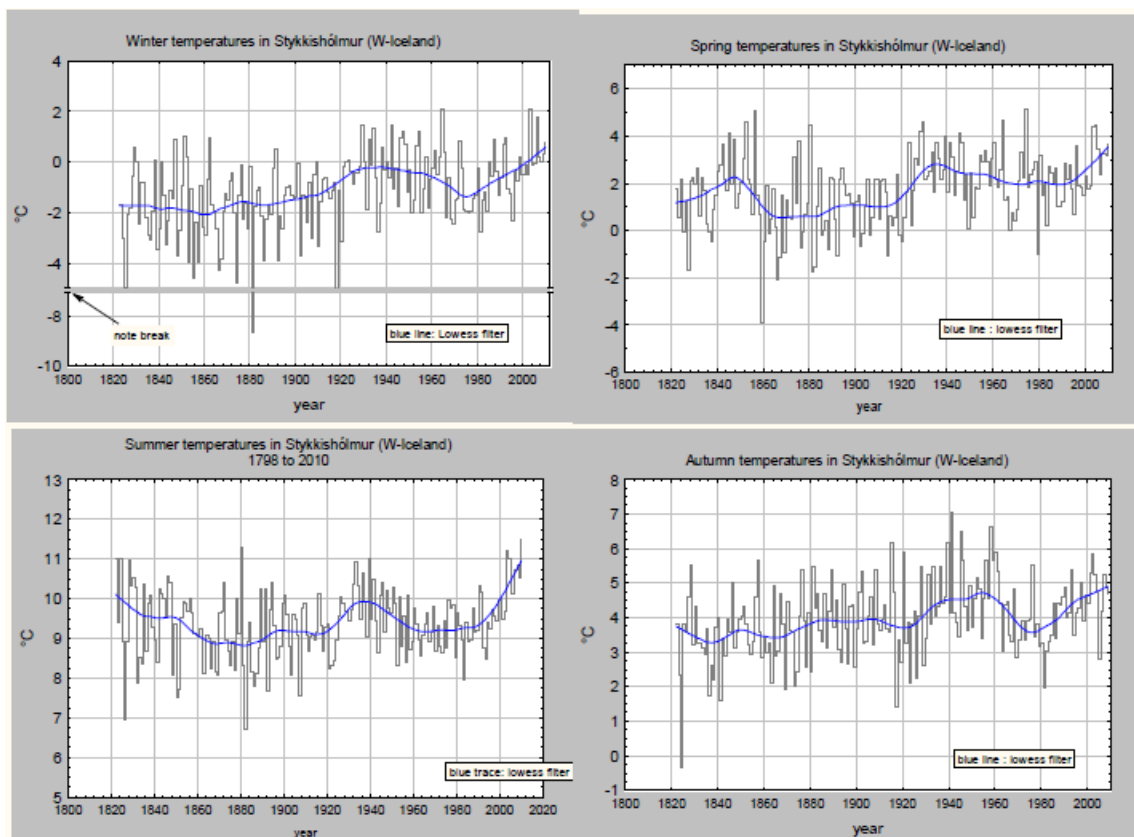 Winter temperatures in Stykkishólmur (W-Iceland)
4
2
0
-2
-4
-8
-10
°C
note break
blue line: Lowess filter
1800 1820 1840 1860 1880 1900 1920 1940 1960 1980 2000
year
Spring temperatures in Stykkishólmur (W-Iceland)
6
4
2
0
-2
-4
-6
°C
blue line : lowess filter
1800 1820 1840 1860 1880 1900 1920 1940 1960 1980 2000
year
Summer temperatures in Stykkishólmur (W-Iceland)
1798 to 2010
13
12
11
10
9
8
7
6
5
°C
blue trace: lowess filter
1800 1820 1840 1860 1880 1900 1920 1940 1960 1980 2000 2020
year
Autumn temperatures in Stykkishólmur (W-Iceland)
8
7
6
5
4
3
2
1
0
-1
°C
blue line : lowess filter
1800 1820 1840 1860 1880 1900 1920 1940 1960 1980 2000
year